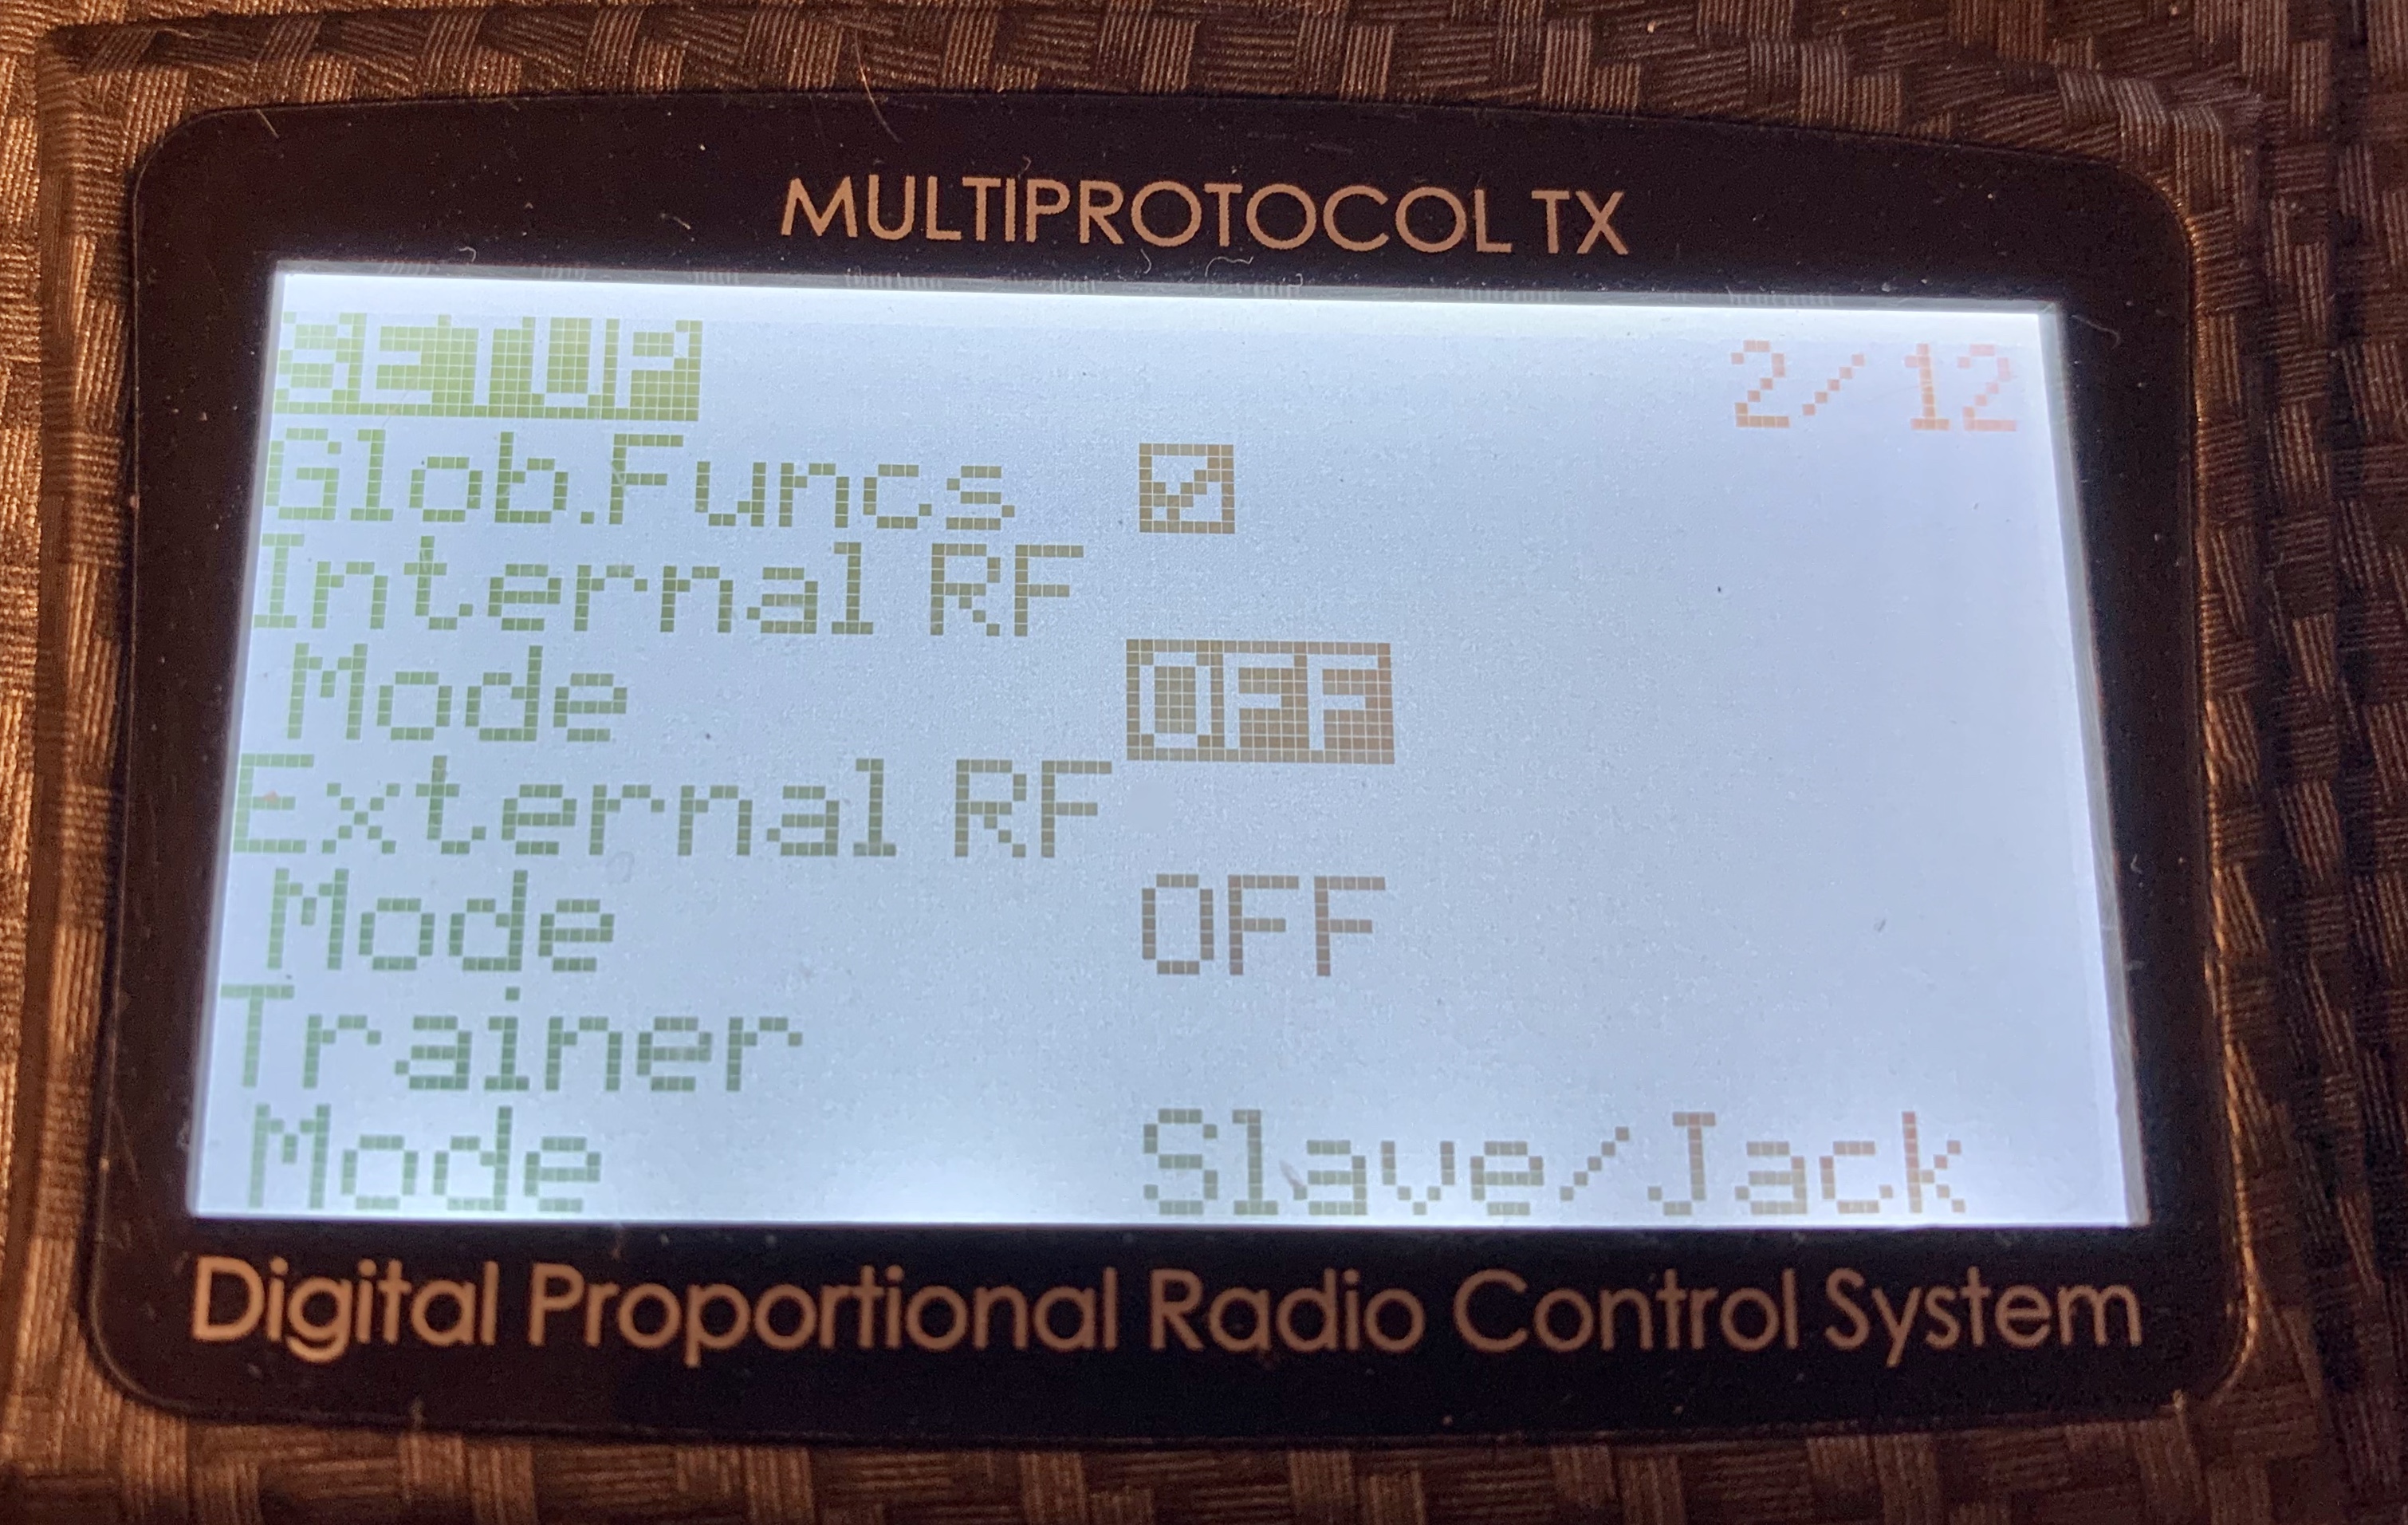 MULTIPROTOCOL TX
SETUP 2/12
Glob.Funcs
Internal RF
Mode OFF
External RF
Mode OFF
Trainer
Mode Slave/Jack
Digital Proportional Radio Control System